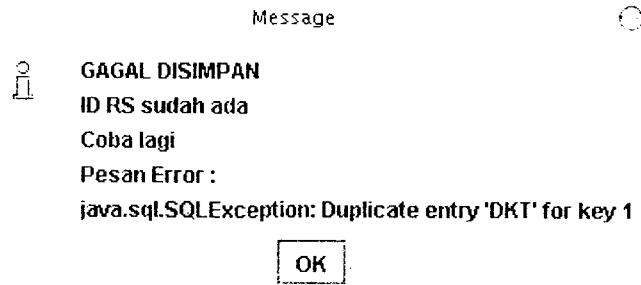 Message
GAGAL DISIMPAN
ID RS sudah ada
Coba lagi
Pesan Error :
java.sql.SQLException: Duplicate entry 'DKT' for key 1
OK